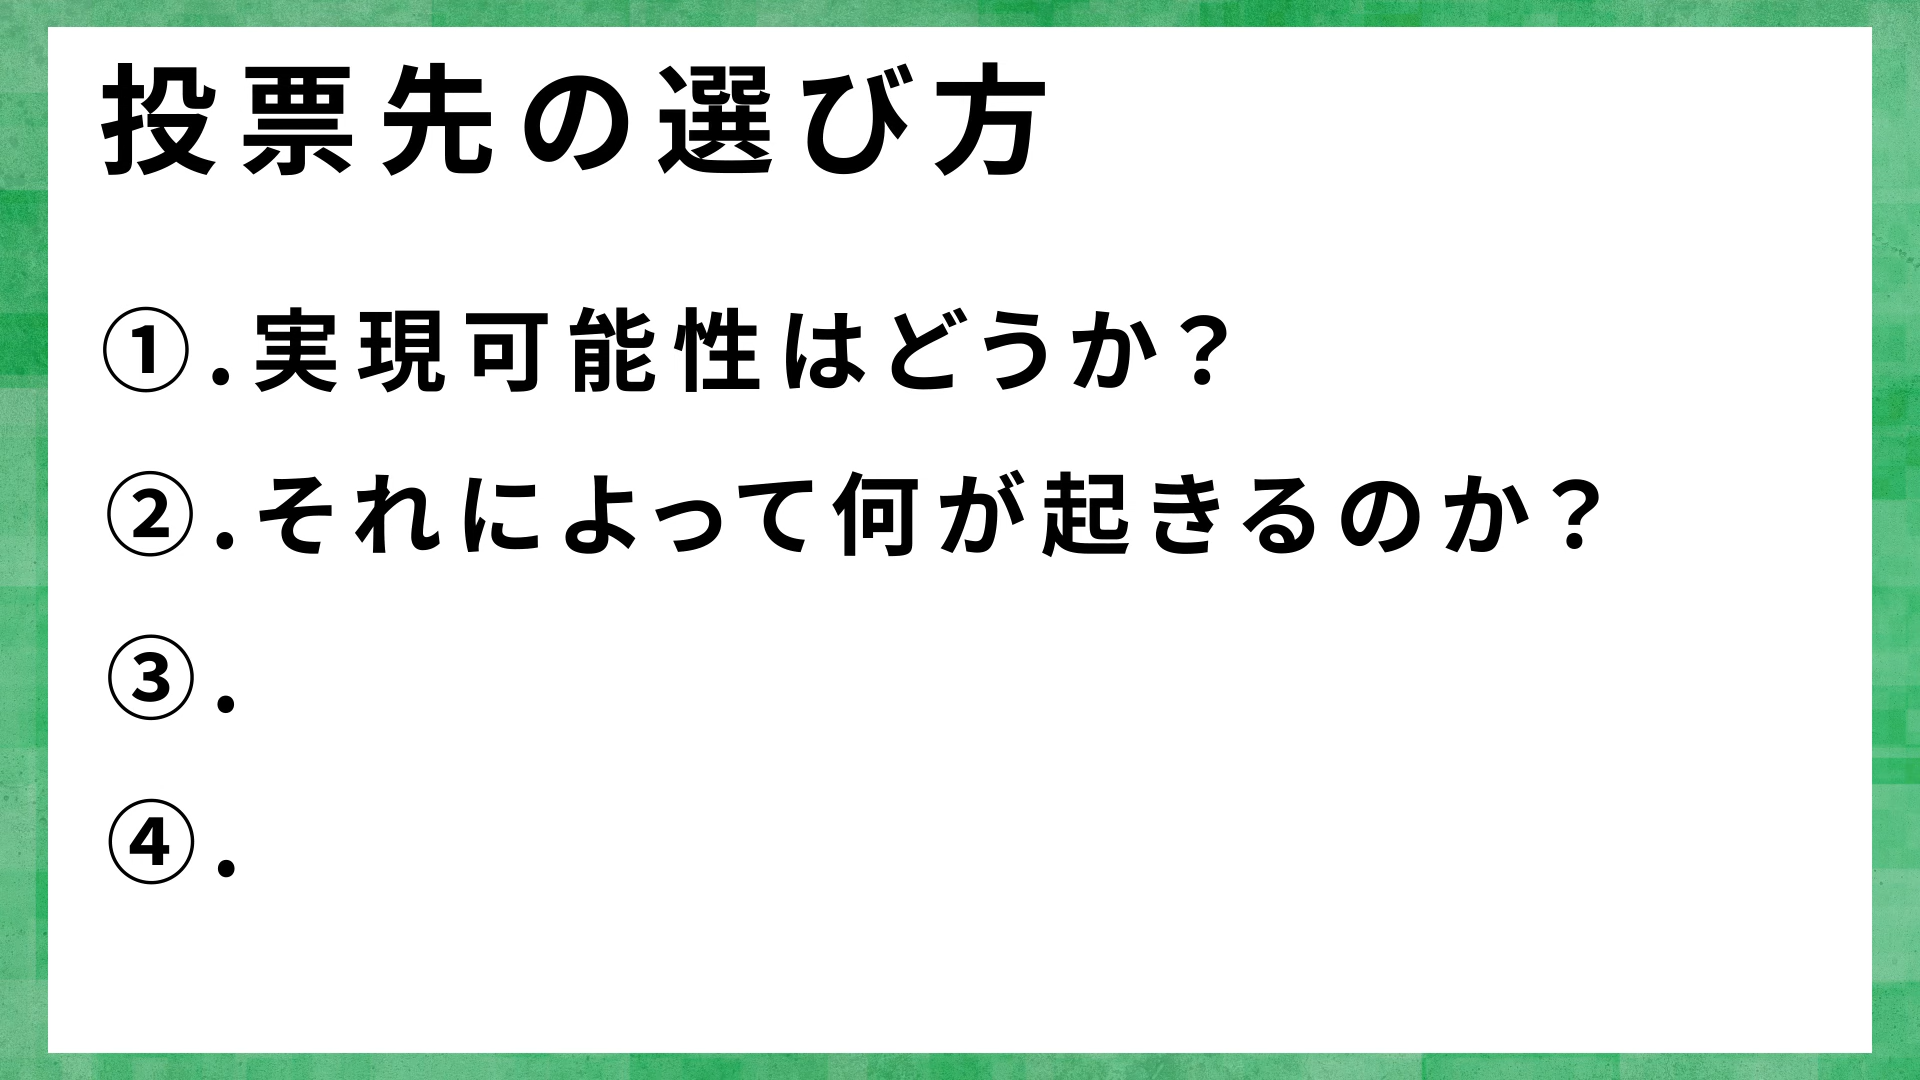 投票先の選び方
①.実現可能性はどうか？
②.それによって何が起きるのか？
③.
④.